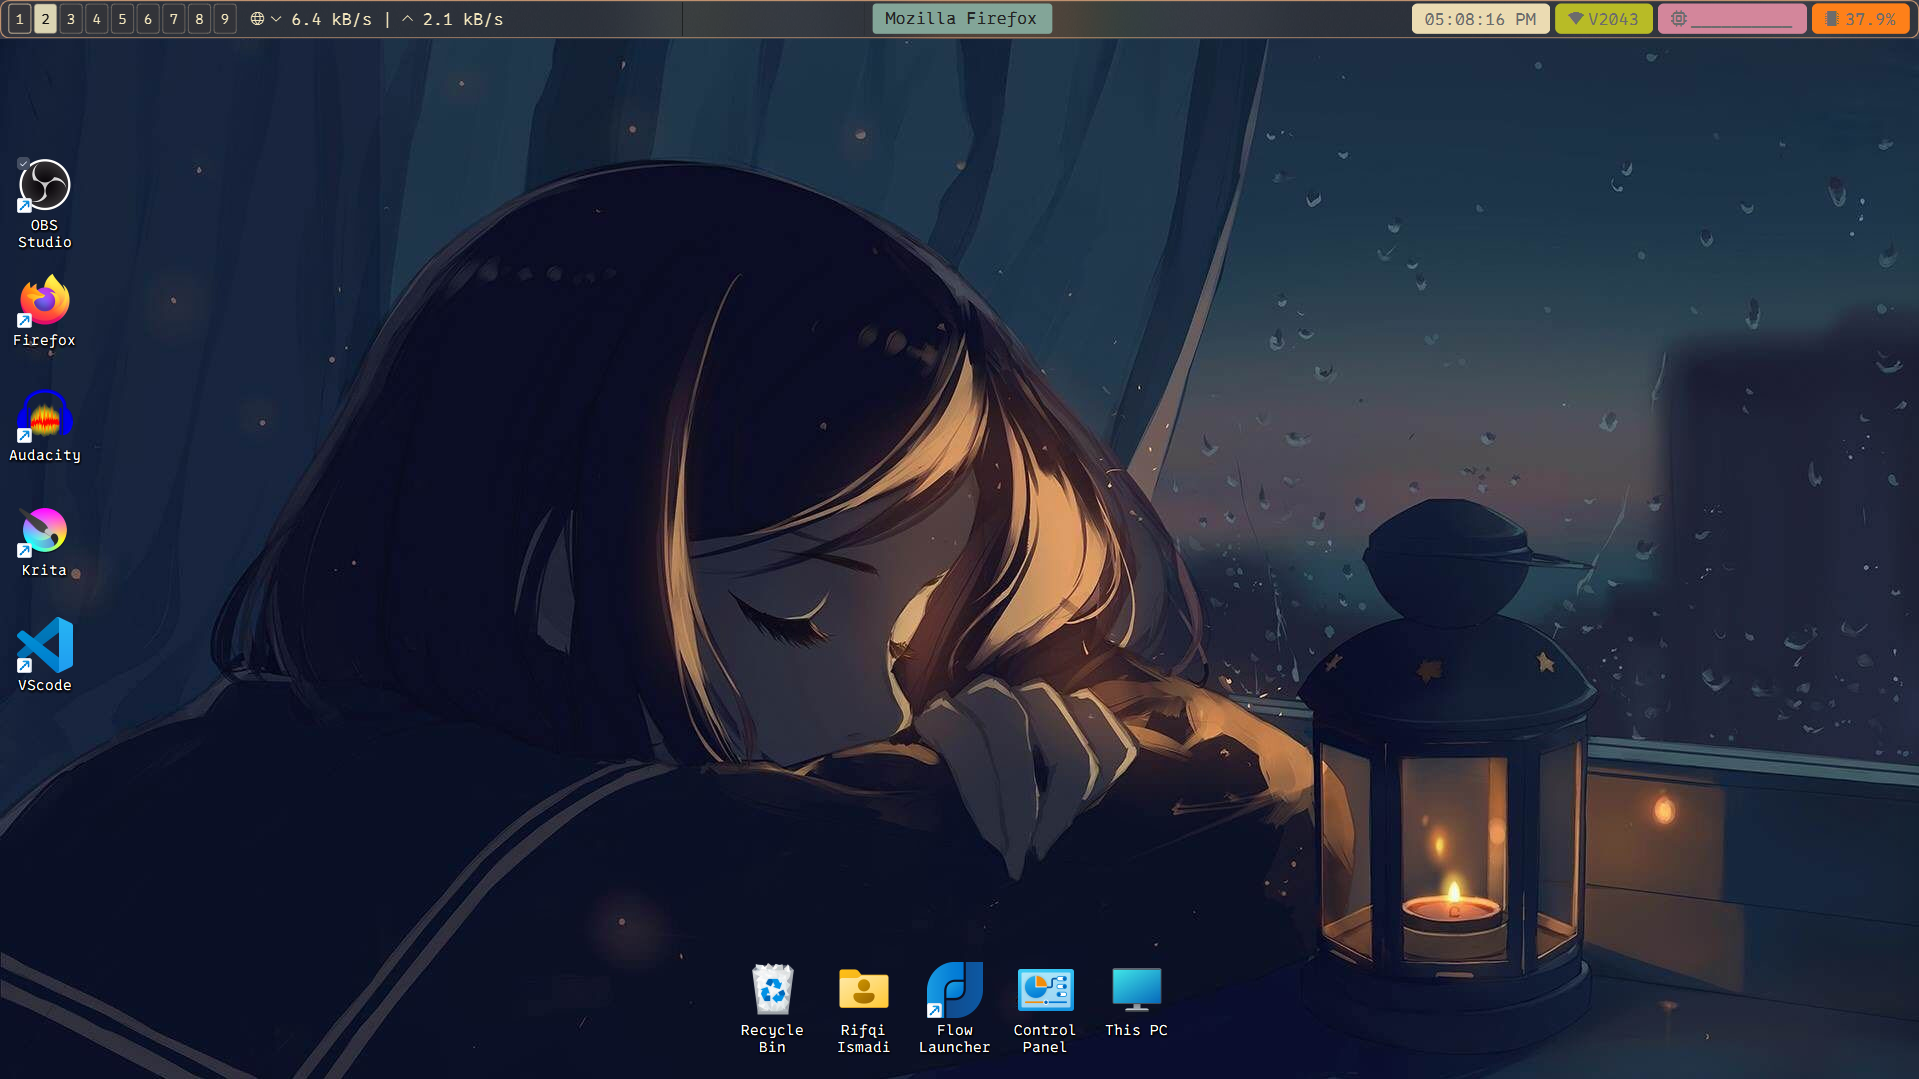 1 2 3 4 5 6 7 8 9 6.4 kB/s | 2.1 kB/s Mozilla Firefox 05:08:16 PM V2043 37.9%
OBS
Studio
Firefox
Audacity
Krita
VScode
Recycle
Bin
Rifqi
Ismadi
Flow
Launcher
Control
Panel
This PC